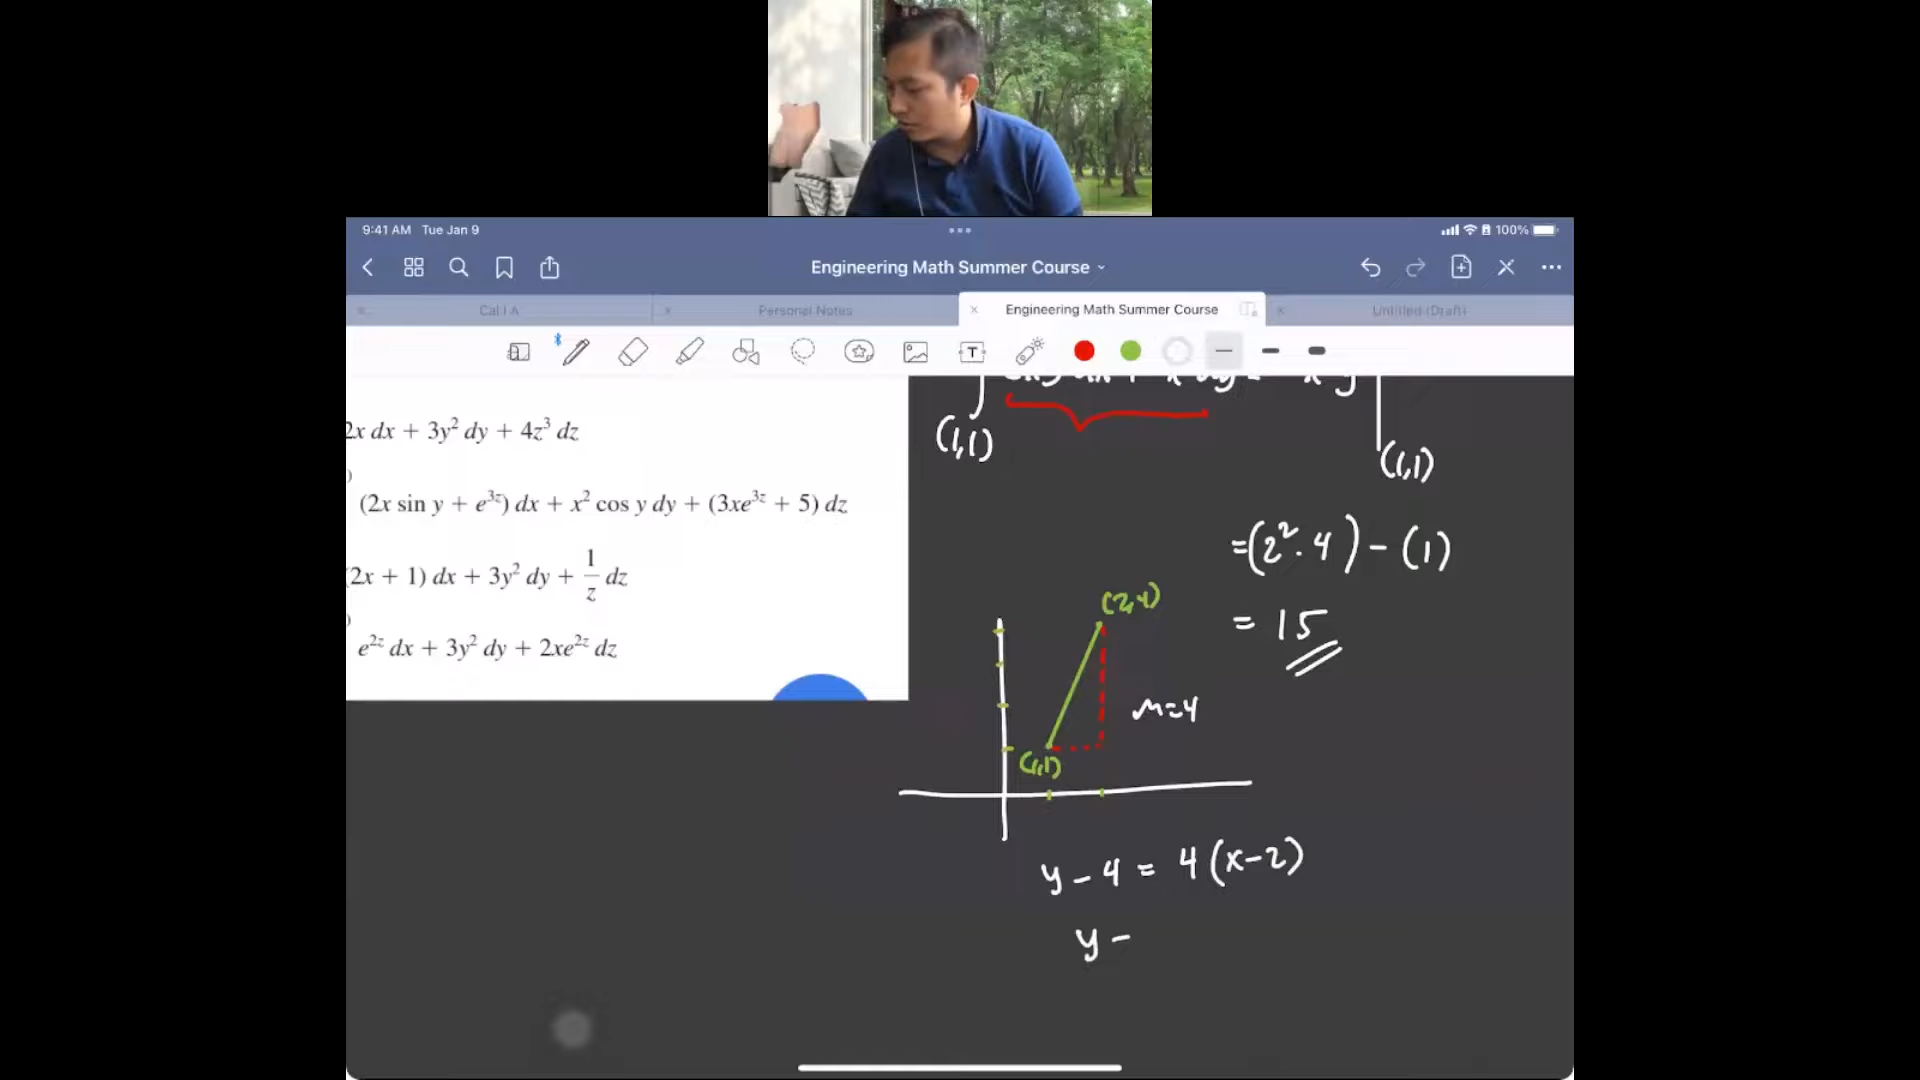 9:41 AM Tue Jan 9
100%
Engineering Math Summer Course
Cal I A
Personal Notes
Engineering Math Summer Course
Untitled (Draft)
T
2x dx + 3y² dy + 4z³ dz
(2x sin y + e³ᶻ) dx + x² cos y dy + (3xe³ᶻ + 5) dz
(2x + 1) dx + 3y² dy + 1/z dz
e²ᶻ dx + 3y² dy + 2xe²ᶻ dz
(1,1)
(1,1)
=(2²·4) - (1)
= 15
(2,4)
m=4
(1,1)
y - 4 = 4(x-2)
y -